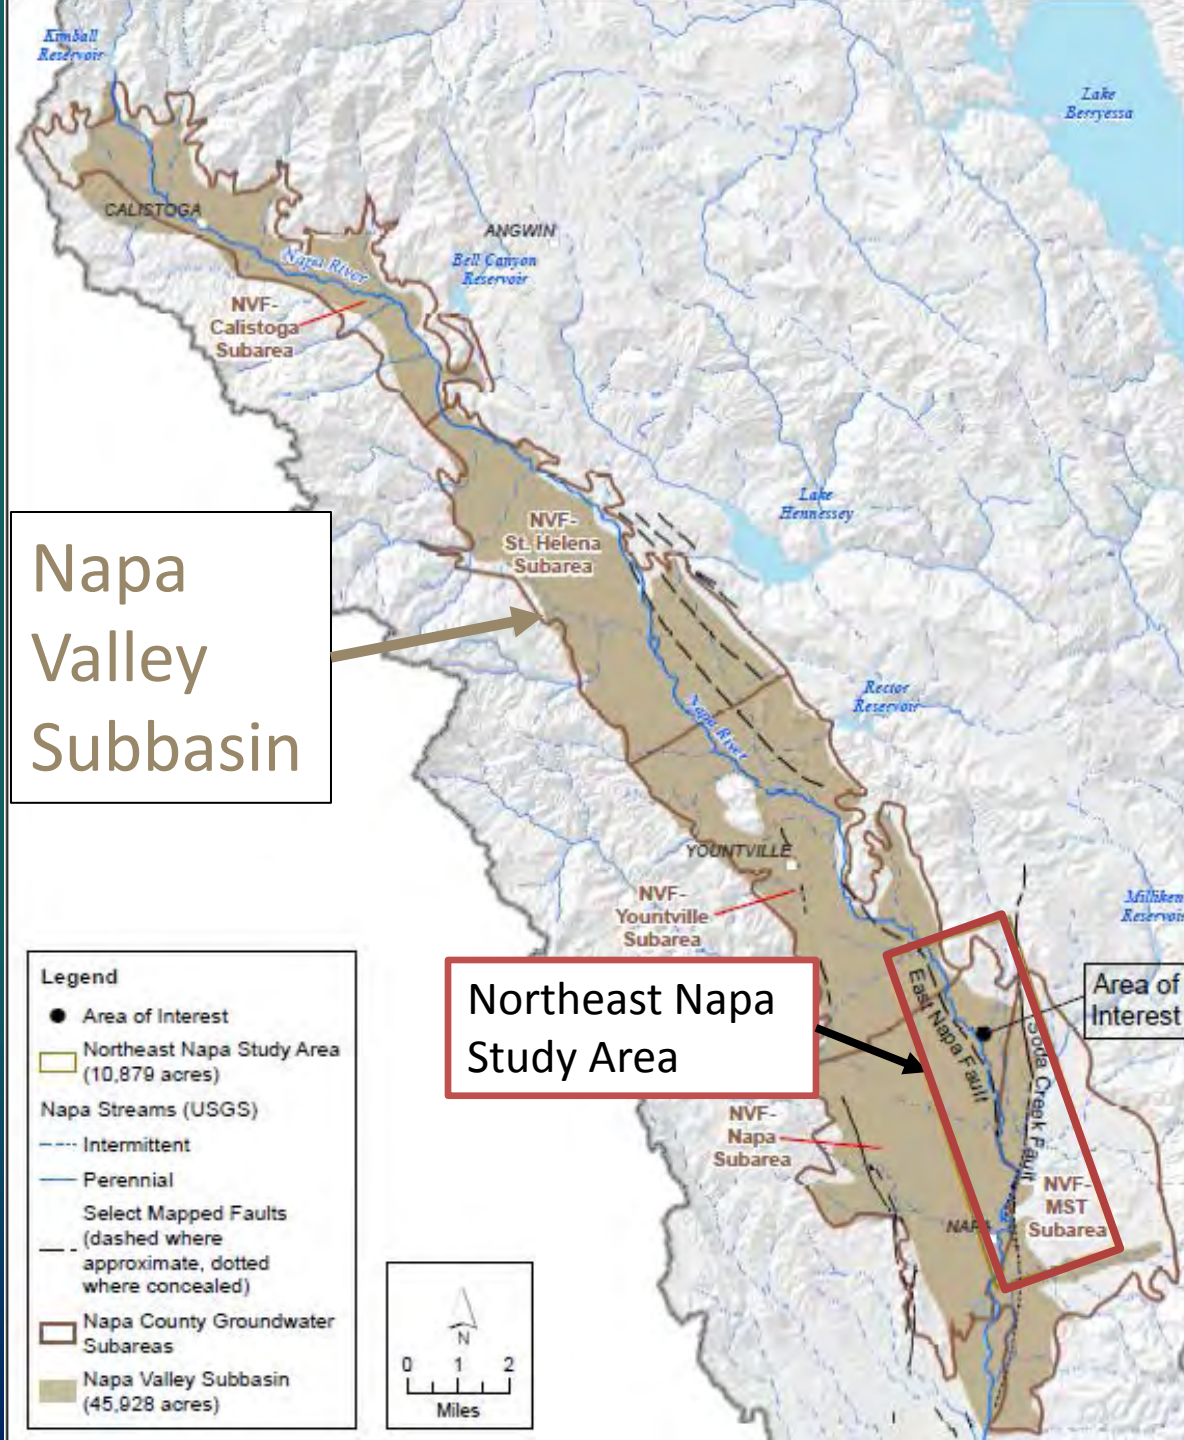 Kimball
Reservoir
Lake
Berryessa
CALISTOGA
ANGWIN
Napa River
Bell Canyon
Reservoir
NVF-
Calistoga
Subarea
Lake
Hennessey
NVF-
St. Helena
Subarea
Napa
Valley
Subbasin
Rector
Reservoir
Napa River
YOUNTVILLE
NVF-
Yountville
Subarea
Milliken
Reservoir
Northeast Napa
Study Area
East Napa Fault
Soda Creek Fault
Area of
Interest
NVF-
Napa
Subarea
NVF-
MST
Subarea
NAPA
Legend
Area of Interest
Northeast Napa Study Area
(10,879 acres)
Napa Streams (USGS)
Intermittent
Perennial
Select Mapped Faults
(dashed where
approximate, dotted
where concealed)
Napa County Groundwater
Subareas
Napa Valley Subbasin
(45,928 acres)
N
0 1 2
Miles